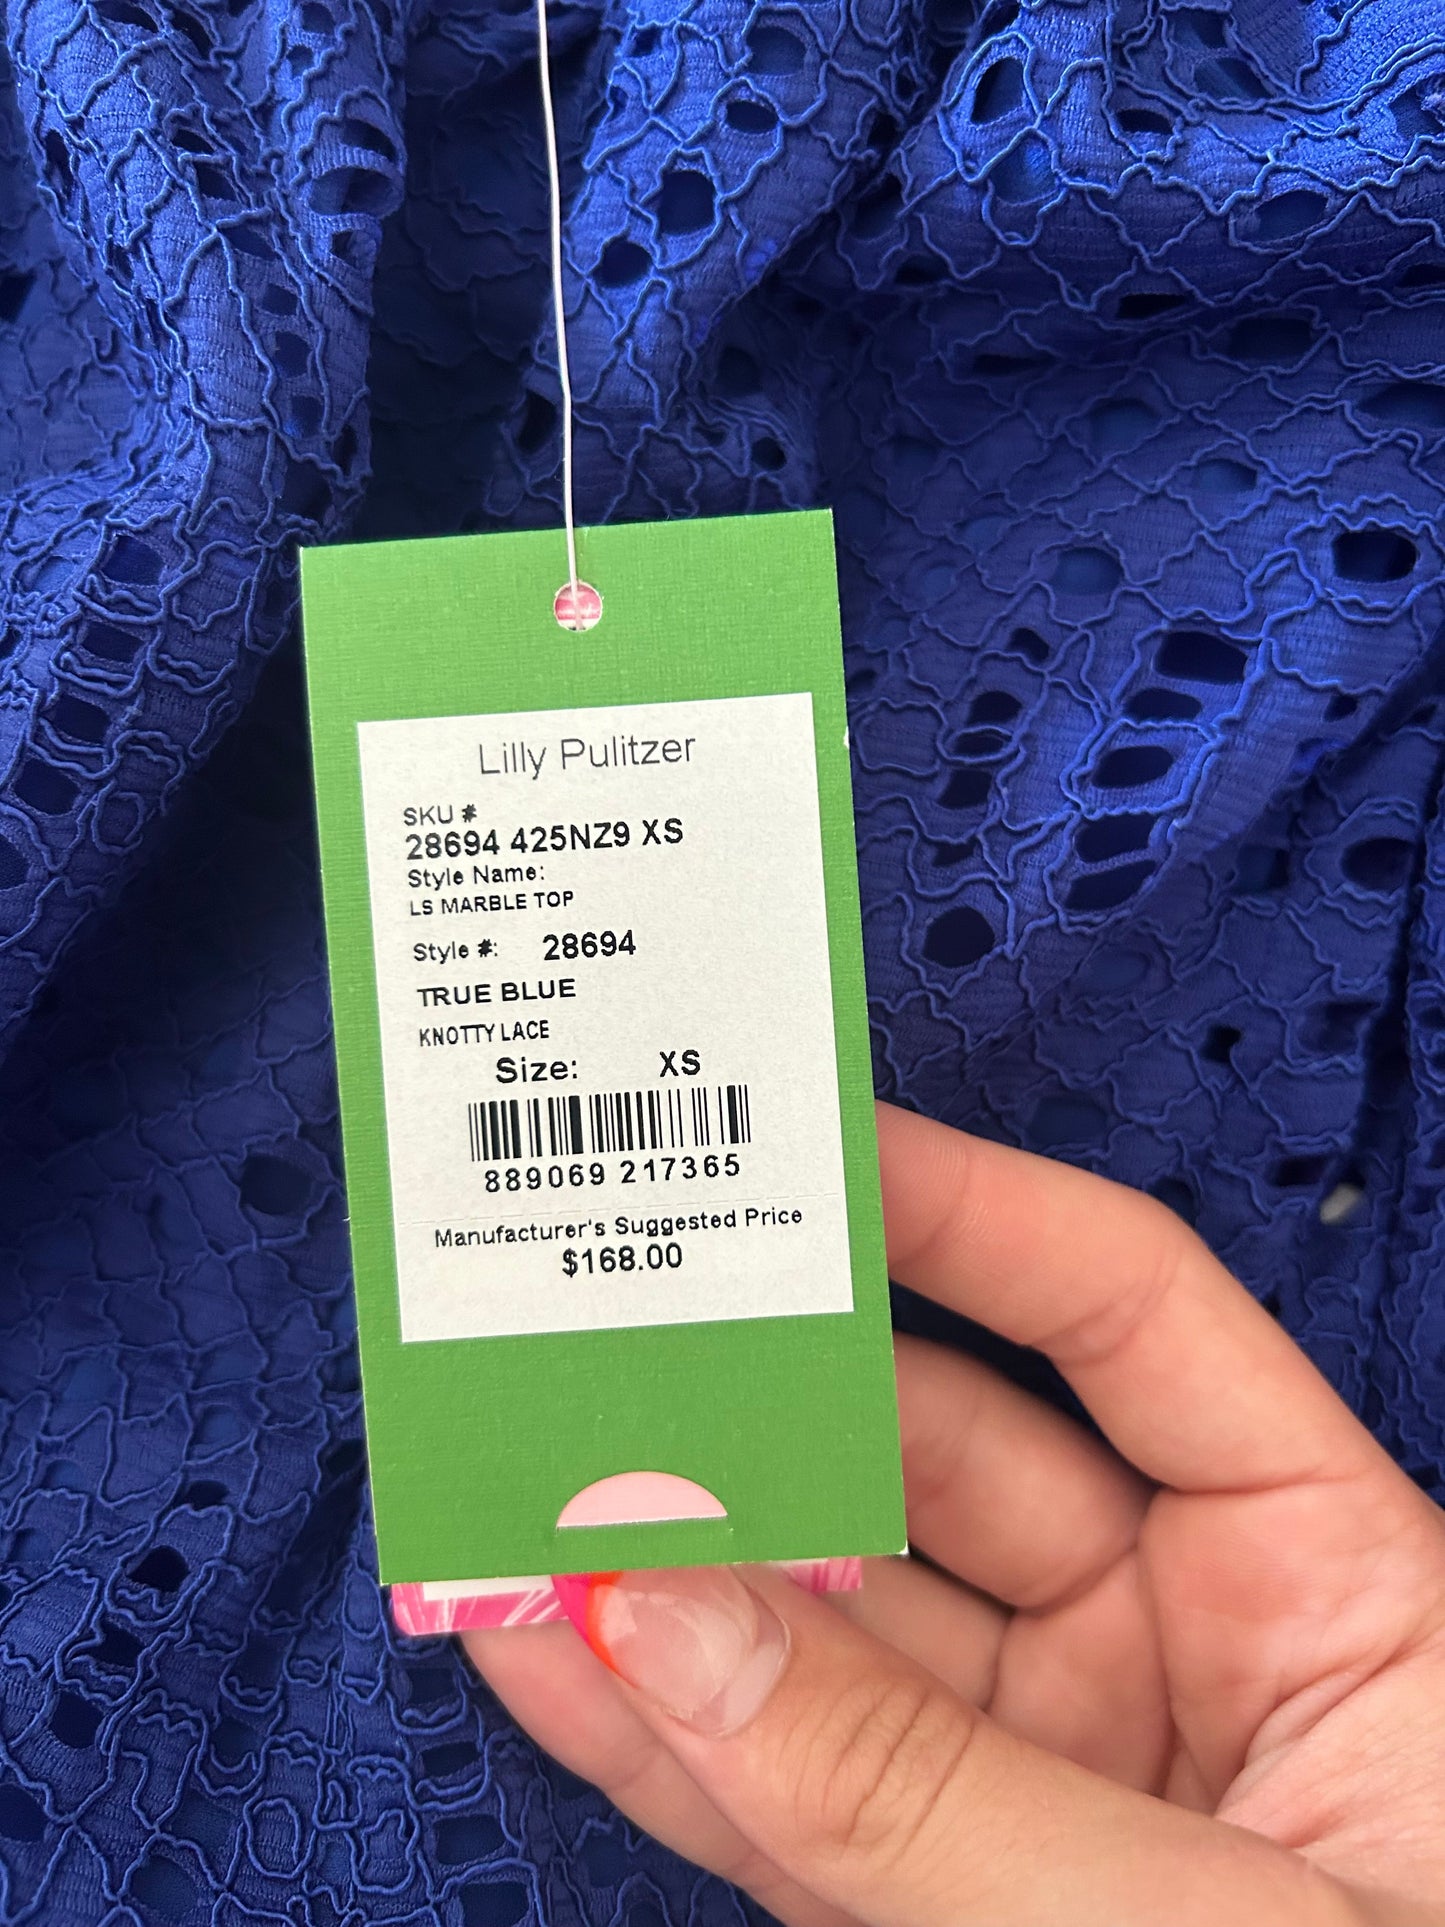 Lilly Pulitzer
SKU #
28694 425NZ9 XS
Style Name:
LS MARBLE TOP
Style #: 28694
TRUE BLUE
KNOTTY LACE
Size: XS
889069 217365
Manufacturer's Suggested Price
$168.00